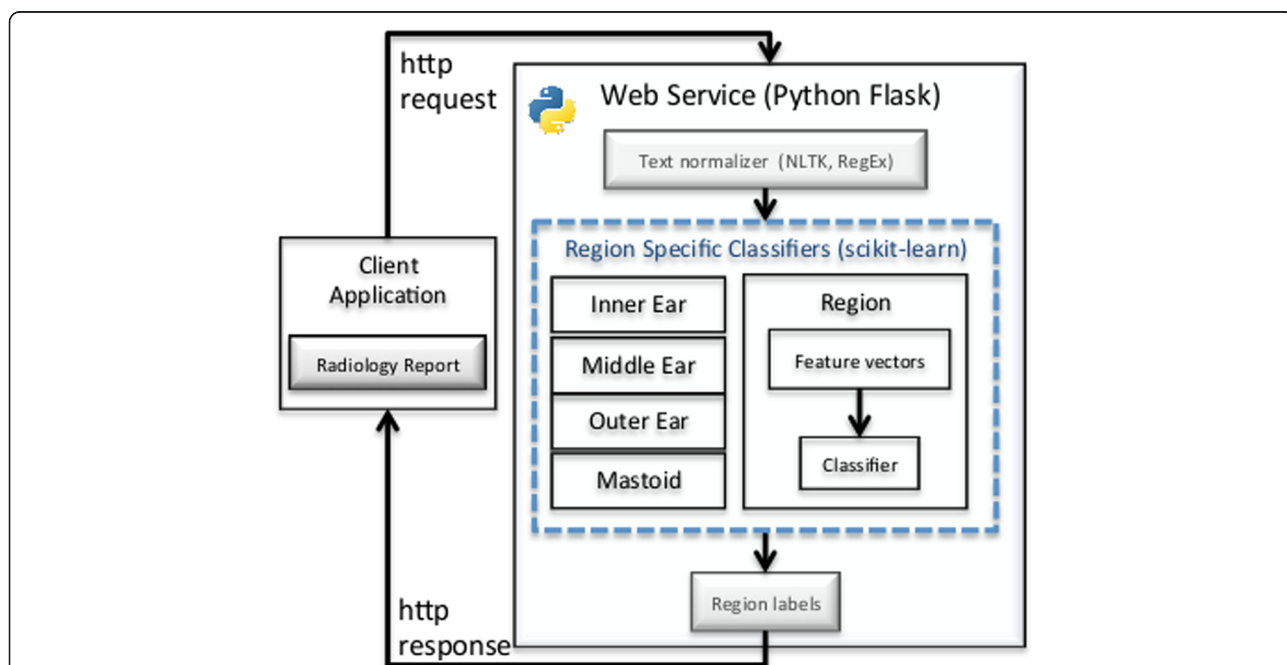 http
request
Web Service (Python Flask)
Text normalizer (NLTK, RegEx)
Region Specific Classifiers (scikit-learn)
Client
Application
Radiology Report
Inner Ear
Middle Ear
Outer Ear
Mastoid
Region
Feature vectors
Classifier
Region labels
http
response